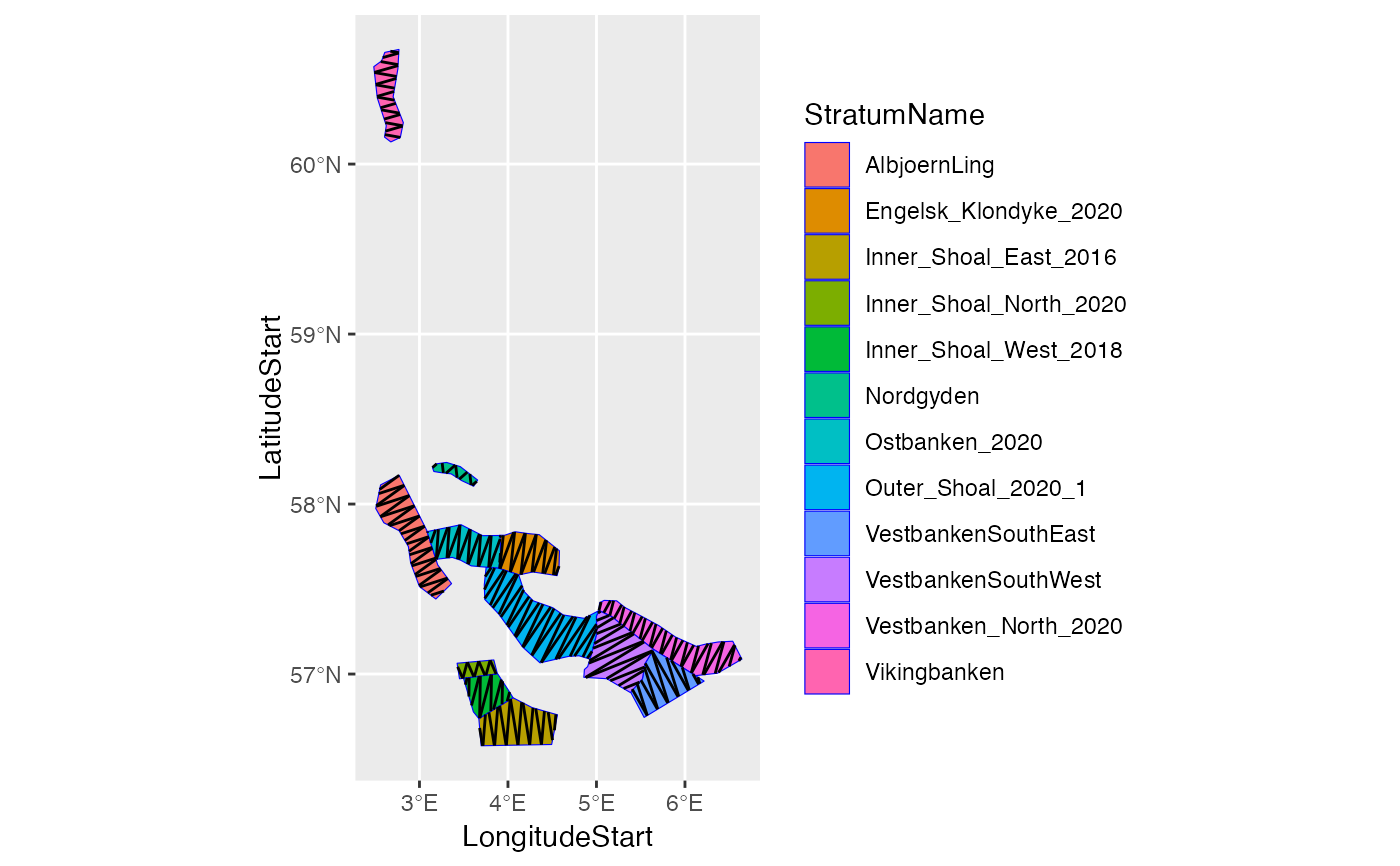 60°N
59°N
58°N
57°N
3°E 4°E 5°E 6°E
LongitudeStart
LatitudeStart
StratumName
AlbjoernLing
Engelsk_Klondyke_2020
Inner_Shoal_East_2016
Inner_Shoal_North_2020
Inner_Shoal_West_2018
Nordgyden
Ostbanken_2020
Outer_Shoal_2020_1
VestbankenSouthEast
VestbankenSouthWest
Vestbanken_North_2020
Vikingbanken